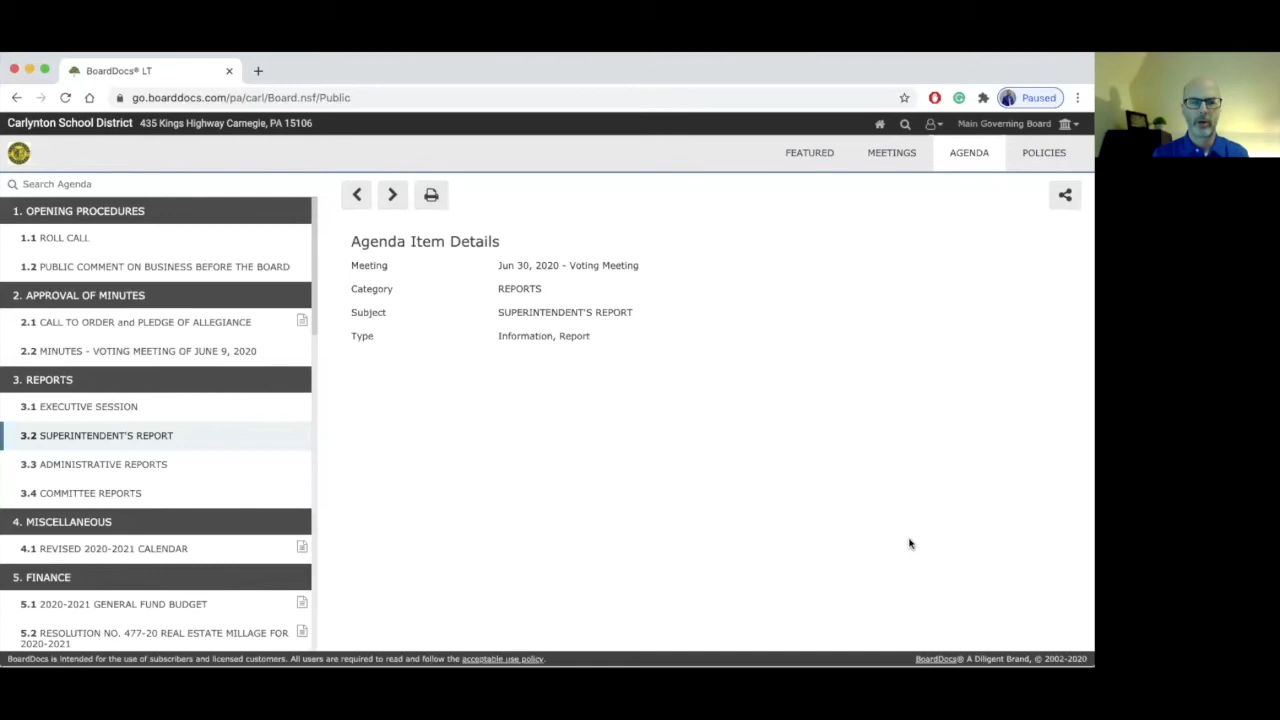 BoardDocs® LT
go.boarddocs.com/pa/carl/Board.nsf/Public
Paused
Carlynton School District 435 Kings Highway Carnegie, PA 15106
Main Governing Board
FEATURED MEETINGS AGENDA POLICIES
Search Agenda
1. OPENING PROCEDURES
1.1 ROLL CALL
1.2 PUBLIC COMMENT ON BUSINESS BEFORE THE BOARD
2. APPROVAL OF MINUTES
2.1 CALL TO ORDER and PLEDGE OF ALLEGIANCE
2.2 MINUTES - VOTING MEETING OF JUNE 9, 2020
3. REPORTS
3.1 EXECUTIVE SESSION
3.2 SUPERINTENDENT'S REPORT
3.3 ADMINISTRATIVE REPORTS
3.4 COMMITTEE REPORTS
4. MISCELLANEOUS
4.1 REVISED 2020-2021 CALENDAR
5. FINANCE
5.1 2020-2021 GENERAL FUND BUDGET
5.2 RESOLUTION NO. 477-20 REAL ESTATE MILLAGE FOR
2020-2021
Agenda Item Details
Meeting Jun 30, 2020 - Voting Meeting
Category REPORTS
Subject SUPERINTENDENT'S REPORT
Type Information, Report
BoardDocs is intended for the use of subscribers and licensed customers. All users are required to read and follow the acceptable use policy.
BoardDocs® A Diligent Brand, © 2002-2020